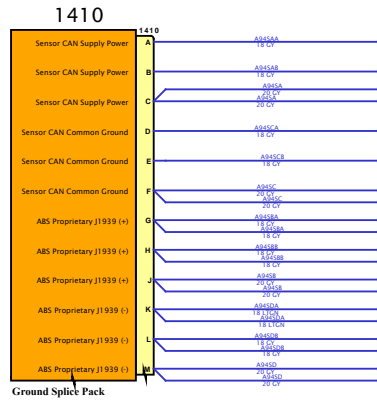 1410
1410
Sensor CAN Supply Power A A94SAA
18 GY
Sensor CAN Supply Power B A94SAB
18 GY
A94SA
20 GY
Sensor CAN Supply Power C A94SA
20 GY
Sensor CAN Common Ground D A94SCA
18 GY
Sensor CAN Common Ground E A94SCB
18 GY
Sensor CAN Common Ground F A94SC
20 GY
A94SC
20 GY
ABS Proprietary J1939 (+) G A94SBA
18 GY
A94SBA
18 GY
ABS Proprietary J1939 (+) H A94SBB
18 GY
A94SBB
18 GY
ABS Proprietary J1939 (+) J A94SB
20 GY
A94SB
20 GY
ABS Proprietary J1939 (-) K A94SDA
18 LTGN
A94SDA
18 LTGN
ABS Proprietary J1939 (-) L A94SDB
18 GY
A94SDB
18 GY
ABS Proprietary J1939 (-) M A94SD
20 GY
A94SD
20 GY
Ground Splice Pack